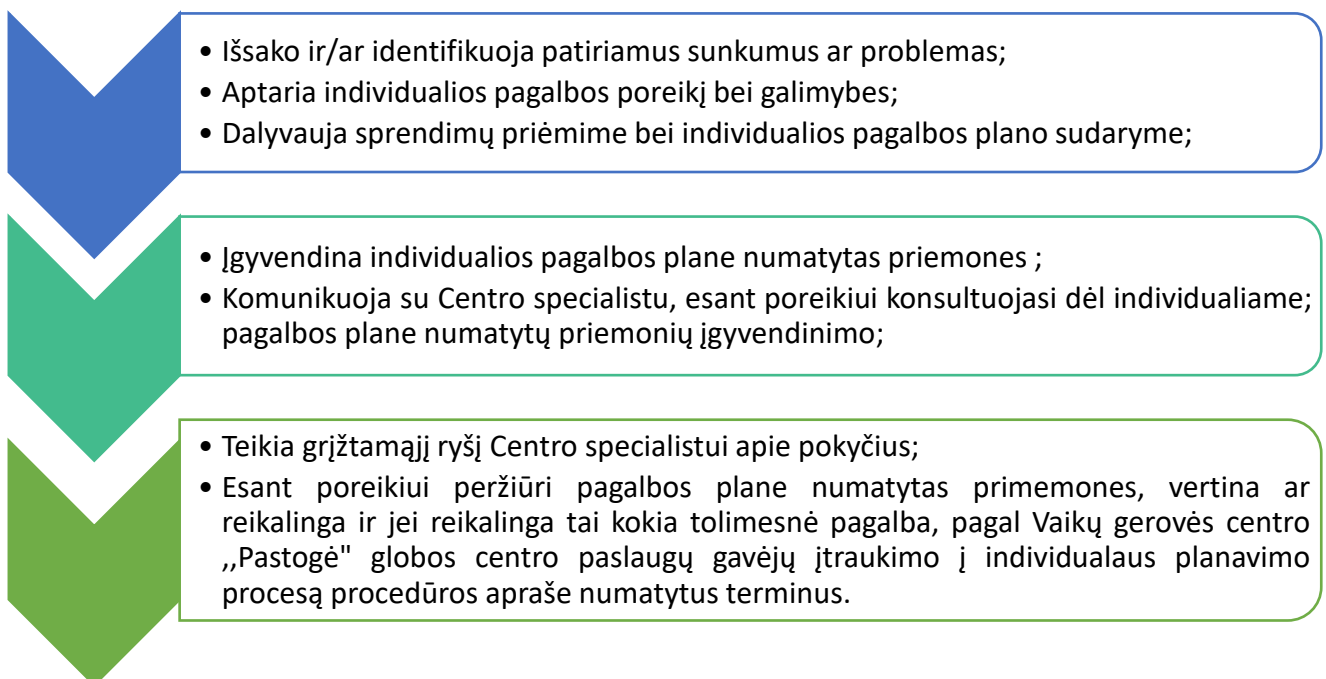 • Išsako ir/ar identifikuoja patiriamus sunkumus ar problemas;
• Aptaria individualios pagalbos poreikį bei galimybes;
• Dalyvauja sprendimų priėmime bei individualios pagalbos plano sudaryme;
• Įgyvendina individualios pagalbos plane numatytas priemones ;
• Komunikuoja su Centro specialistu, esant poreikiui konsultuojasi dėl individualiame;
pagalbos plane numatytų priemonių įgyvendinimo;
• Teikia grįžtamąjį ryšį Centro specialistui apie pokyčius;
• Esant poreikiui peržiūri pagalbos plane numatytas primemones, vertina ar
reikalinga ir jei reikalinga tai kokia tolimesnė pagalba, pagal Vaikų gerovės centro
,,Pastogė" globos centro paslaugų gavėjų įtraukimo į individualaus planavimo
procesą procedūros apraše numatytus terminus.